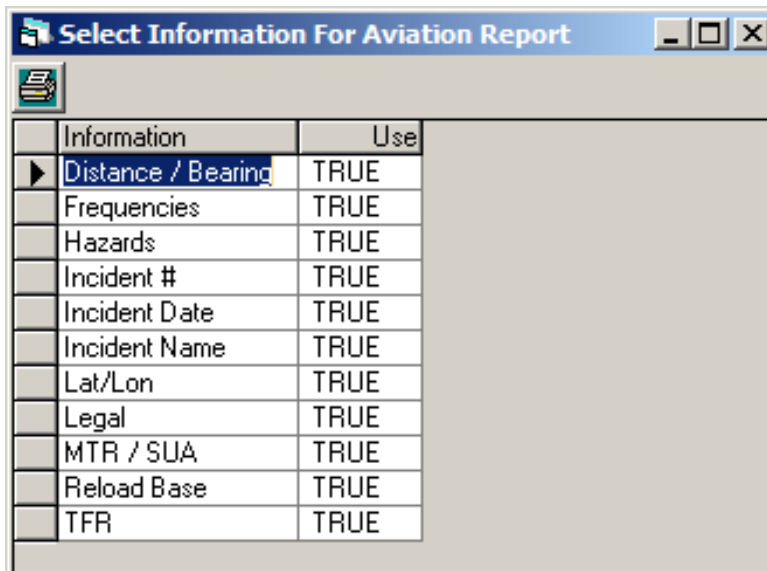 Select Information For Aviation Report
Information Use
Distance / Bearing TRUE
Frequencies TRUE
Hazards TRUE
Incident # TRUE
Incident Date TRUE
Incident Name TRUE
Lat/Lon TRUE
Legal TRUE
MTR / SUA TRUE
Reload Base TRUE
TFR TRUE